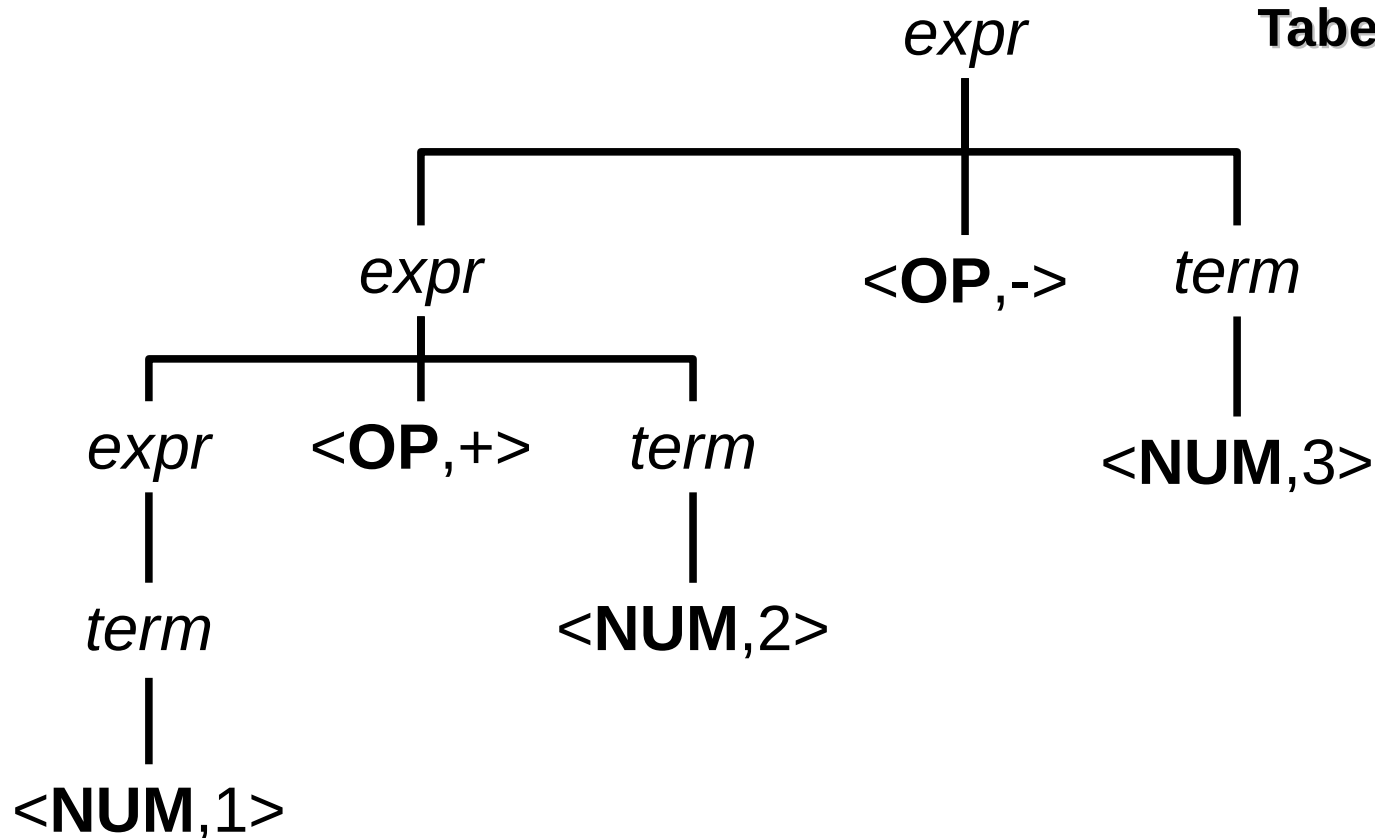 expr
Tabe
expr
<OP,->
term
expr
<OP,+>
term
<NUM,3>
term
<NUM,2>
<NUM,1>